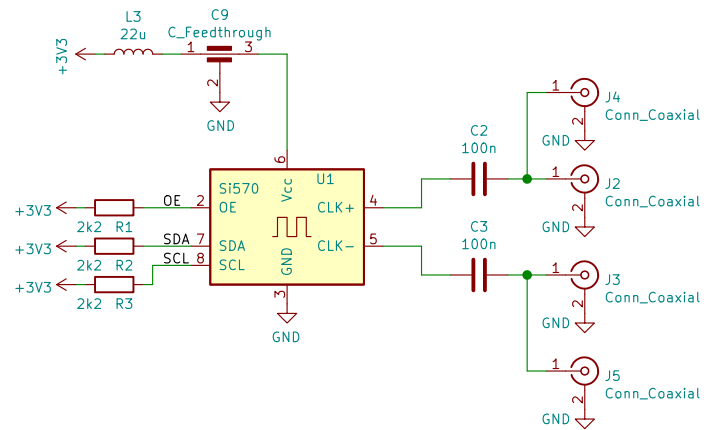 L3
22u
+3V3
C9
C_Feedthrough
1
3
2
GND
6
Si570
U1
Vcc
+3V3
OE
2
OE
2k2
R1
+3V3
SDA
7
SDA
2k2
R2
+3V3
SCL
8
SCL
2k2
R3
CLK+
4
CLK-
5
GND
3
GND
C2
100n
C3
100n
1
J4
Conn_Coaxial
2
GND
1
J2
Conn_Coaxial
2
GND
1
J3
Conn_Coaxial
2
GND
1
J5
Conn_Coaxial
2
GND